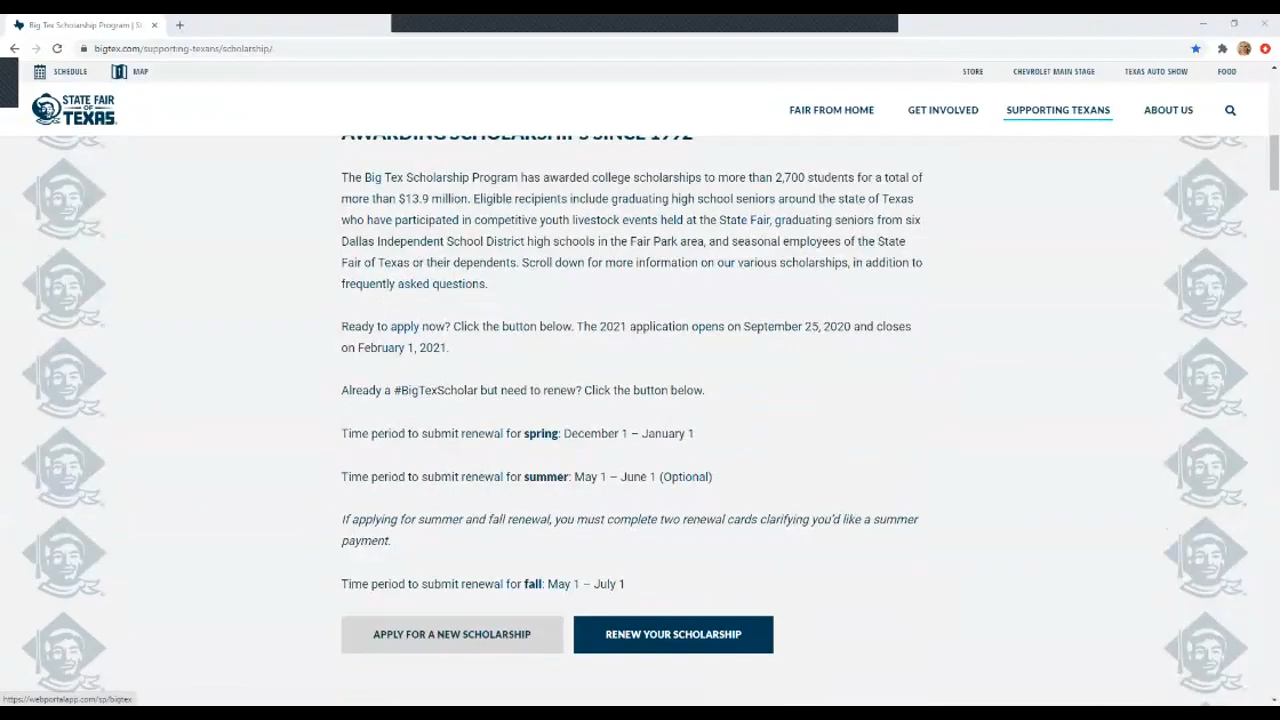 Big Tex Scholarship Program | St
bigtex.com/supporting-texans/scholarship/
SCHEDULE MAP STORE CHEVROLET MAIN STAGE TEXAS AUTO SHOW FOOD
STATE FAIR
OF
TEXAS
FAIR FROM HOME GET INVOLVED SUPPORTING TEXANS ABOUT US
AWARDING SCHOLARSHIPS SINCE 1992
The Big Tex Scholarship Program has awarded college scholarships to more than 2,700 students for a total of
more than $13.9 million. Eligible recipients include graduating high school seniors around the state of Texas
who have participated in competitive youth livestock events held at the State Fair, graduating seniors from six
Dallas Independent School District high schools in the Fair Park area, and seasonal employees of the State
Fair of Texas or their dependents. Scroll down for more information on our various scholarships, in addition to
frequently asked questions.
Ready to apply now? Click the button below. The 2021 application opens on September 25, 2020 and closes
on February 1, 2021.
Already a #BigTexScholar but need to renew? Click the button below.
Time period to submit renewal for spring: December 1 – January 1
Time period to submit renewal for summer: May 1 – June 1 (Optional)
If applying for summer and fall renewal, you must complete two renewal cards clarifying you'd like a summer
payment.
Time period to submit renewal for fall: May 1 – July 1
APPLY FOR A NEW SCHOLARSHIP RENEW YOUR SCHOLARSHIP
https://webportalapp.com/sp/bigtex